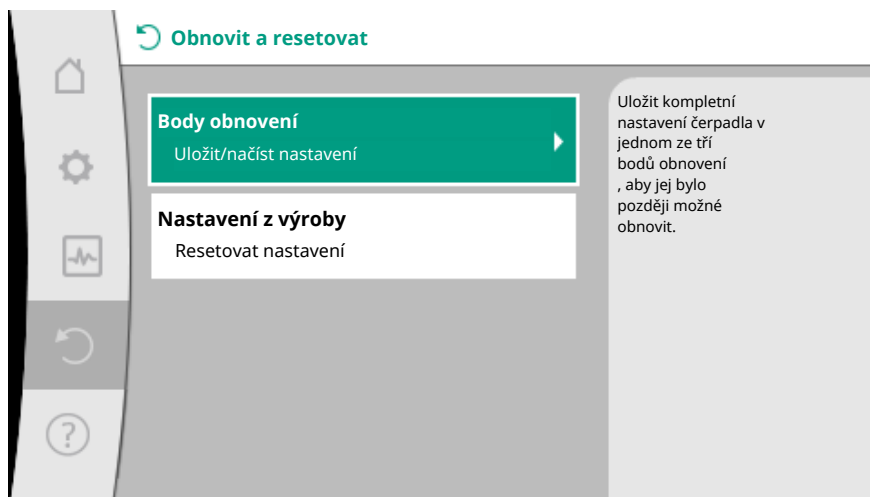 Obnovit a resetovat
Body obnovení
Uložit/načíst nastavení
Nastavení z výroby
Resetovat nastavení
Uložit kompletní
nastavení čerpadla v
jednom ze tří
bodů obnovení
, aby jej bylo
později možné
obnovit.
?